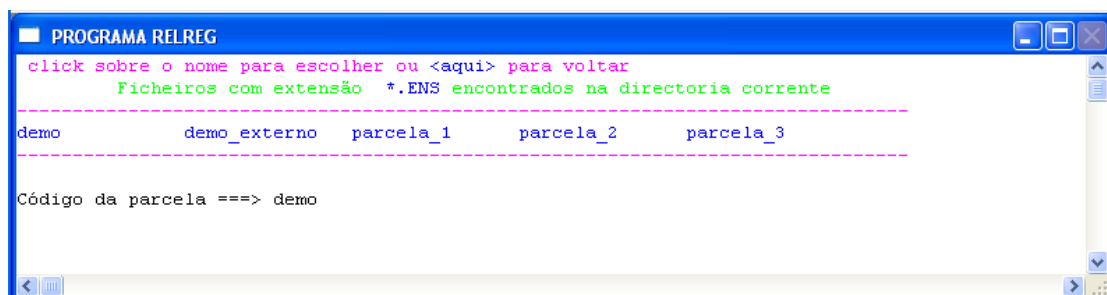 PROGRAMA RELREG
click sobre o nome para escolher ou <aqui> para voltar
Ficheiros com extensão *.ENS encontrados na directoria corrente
--------------------------------------------------------------------------------
demo demo_externo parcela_1 parcela_2 parcela_3
--------------------------------------------------------------------------------
Código da parcela ===> demo